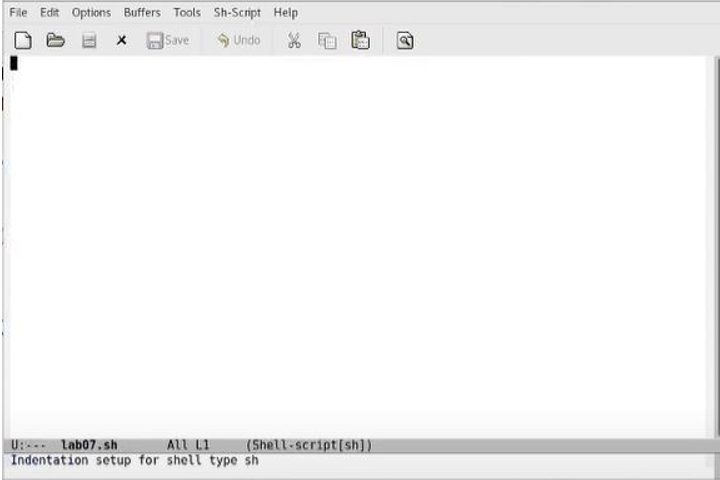 File Edit Options Buffers Tools Sh-Script Help
Save Undo
U:--- lab07.sh All L1 (Shell-script[sh])
Indentation setup for shell type sh